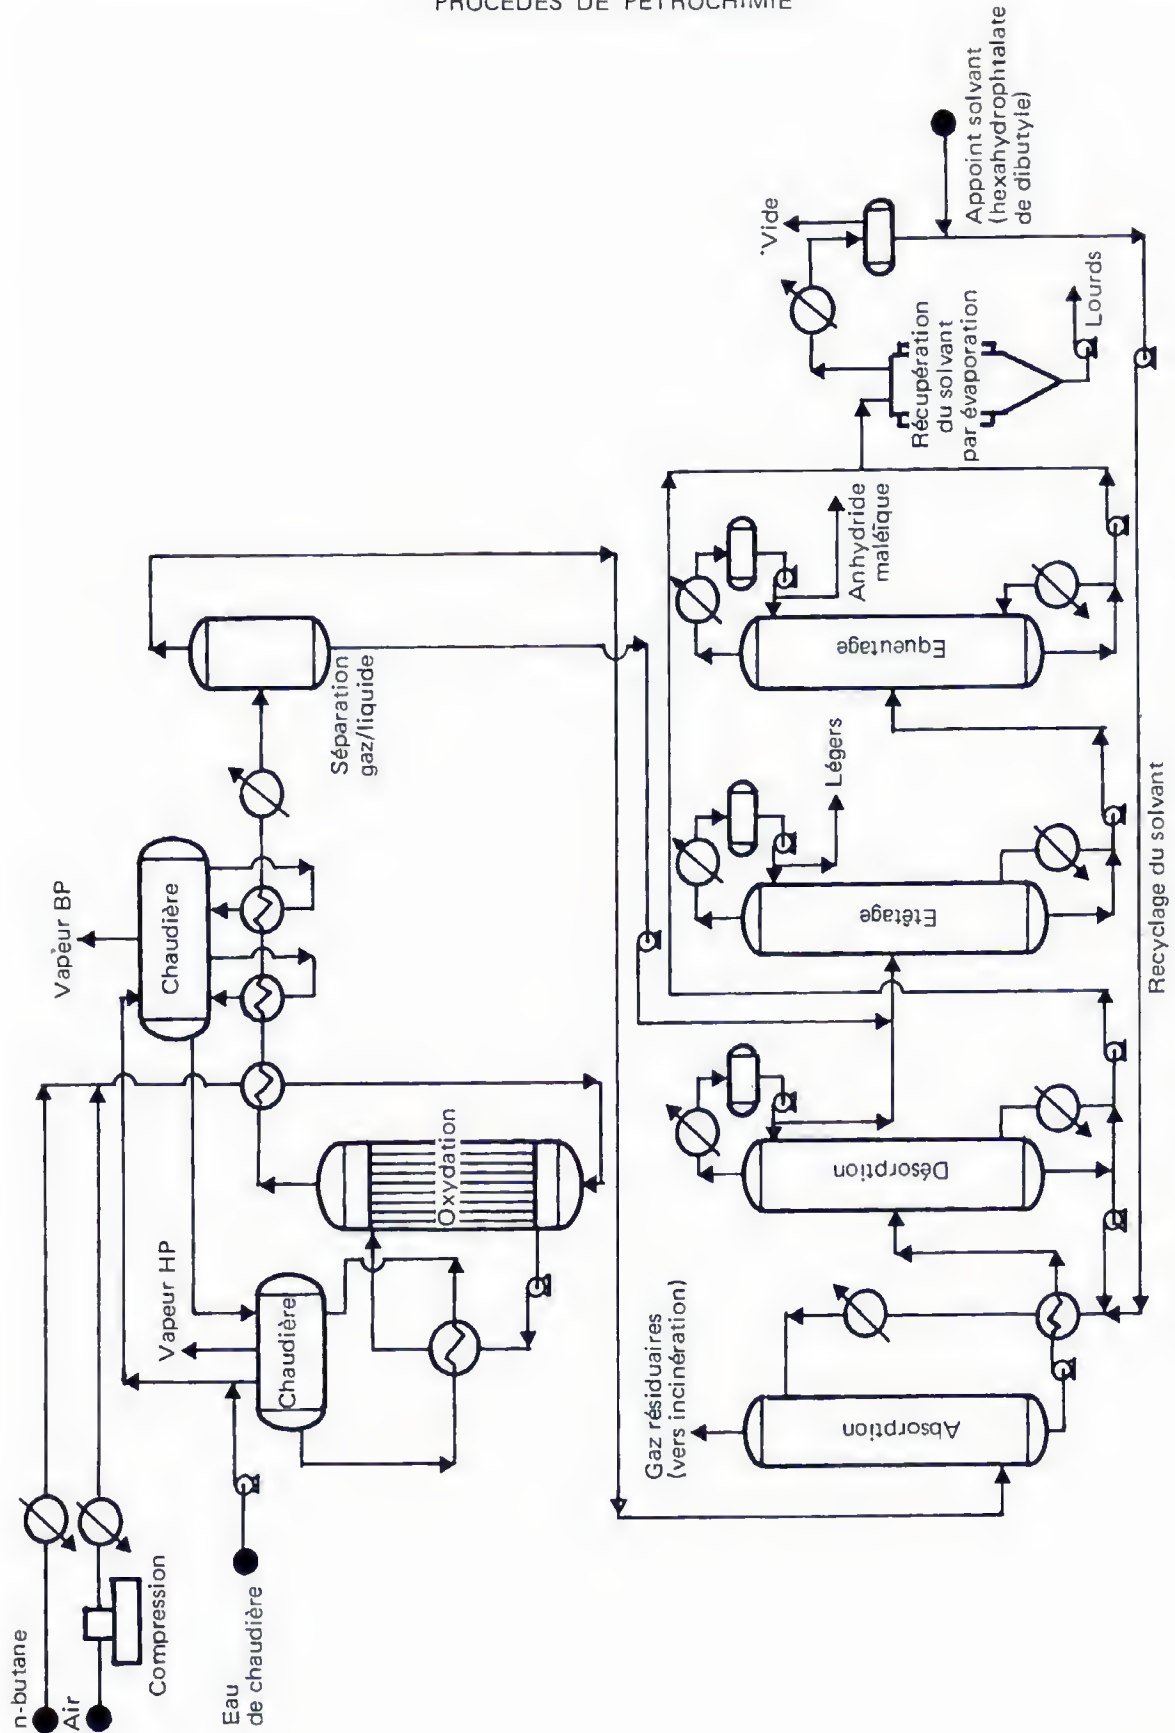 PROCÉDÉS DE PÉTROCHIMIE
n-butane
Air
Compression
Eau
de chaudière
Vapeur HP
Chaudière
Oxydation
Vapeur BP
Chaudière
Séparation
gaz/liquide
Gaz résiduaires
(vers incinération)
Absorption
Désorption
Etêtage
Légers
Equeutage
Anhydride
maléique
Récupération
du solvant
par évaporation
Vide
Lourds
Appoint solvant
(hexahydrophtalate
de dibutyle)
Recyclage du solvant